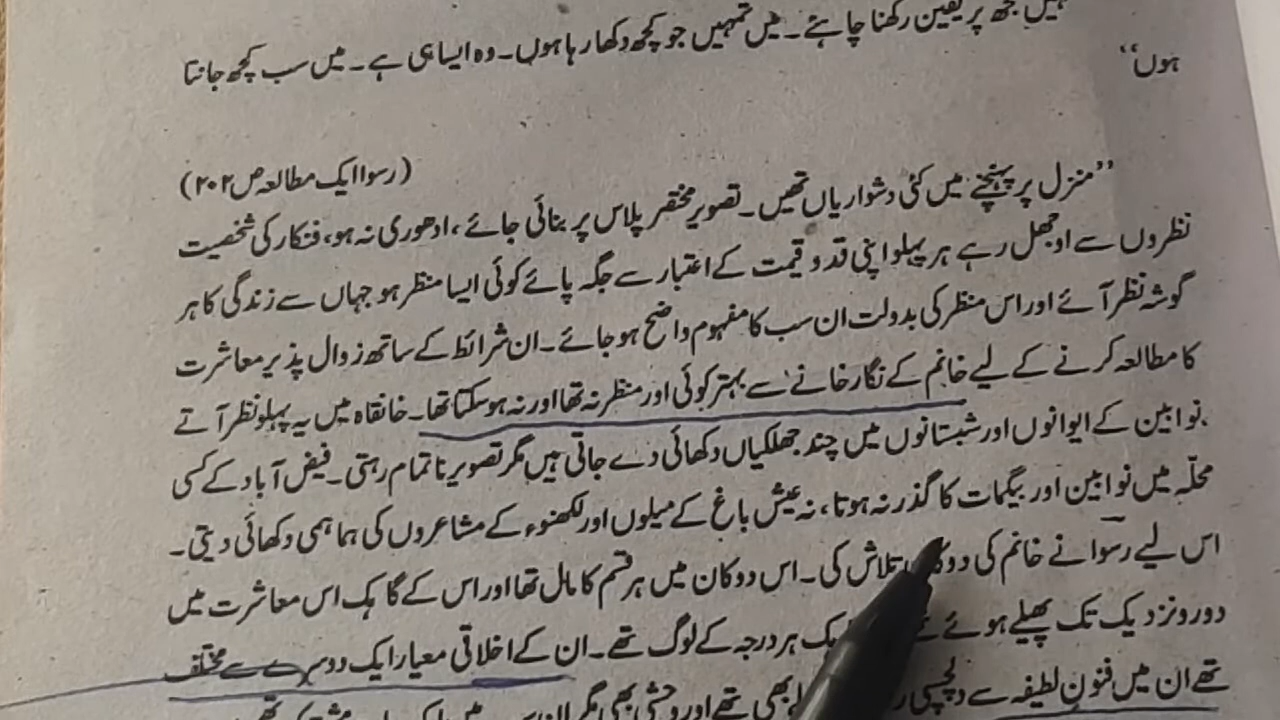 مجھ پر یقین رکھنا چاہئے۔ میں تمہیں جو کچھ دکھا رہا ہوں۔ وہ ایسا ہی ہے۔ میں سب کچھ جانتا
ہوں‘‘
(رسوا ایک مطالعہ ص ۲۰۲)
’’منزل پر پہنچنے میں کئی دشواریاں تھیں۔ تصویر مختصر پلاس پر بنائی جائے، ادھوری نہ ہو، فنکار کی شخصیت
نظروں سے اوجھل رہے ہر پہلو اپنی قد و قیمت کے اعتبار سے جگہ پائے کوئی ایسا منظر ہو جہاں سے زندگی کا ہر
گوشہ نظر آئے اور اس منظر کی بدولت ان سب کا مفہوم واضح ہو جائے۔ ان شرائط کے ساتھ زوال پذیر معاشرت
کا مطالعہ کرنے کے لیے خانم کے نگار خانے سے بہتر کوئی اور منظر نہ تھا اور نہ ہو سکتا تھا۔ خانقاہ میں یہ پہلو نظر آتے
نوابین کے ایوانوں اور شبستانوں میں چند جھلکیاں دکھائی دے جاتی ہیں مگر تصویر ناتمام رہتی۔ فیض آباد کے کسی
محلّہ میں نوابین اور بیگمات کا گذر نہ ہوتا، نہ عیش باغ کے میلوں اور لکھنوء کے مشاعروں کی ہماہمی دکھائی دیتی۔
اس لیے رسوا نے خانم کی تلاش کی۔ اس دوکان میں ہر قسم کا مال تھا اور اس کے گاہک اس معاشرت میں
دور و نزدیک تک پھیلے ہوئے ہر درجہ کے لوگ تھے۔ ان کے اخلاقی معیار ایک دوسرے سے مختلف
تھے ان میں فنون لطیفہ سے دلچسپی بھی تھے اور وحشی بھی مگر